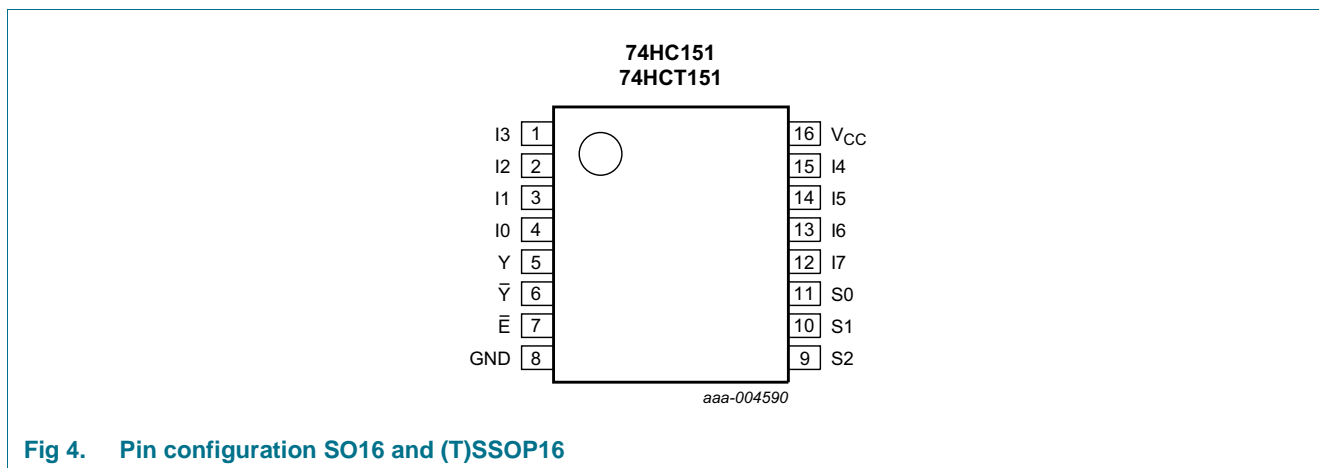 74HC151
74HCT151
I3 1 16 VCC
I2 2 15 I4
I1 3 14 I5
I0 4 13 I6
Y 5 12 I7
Y̅ 6 11 S0
E̅ 7 10 S1
GND 8 9 S2
aaa-004590
Fig 4. Pin configuration SO16 and (T)SSOP16